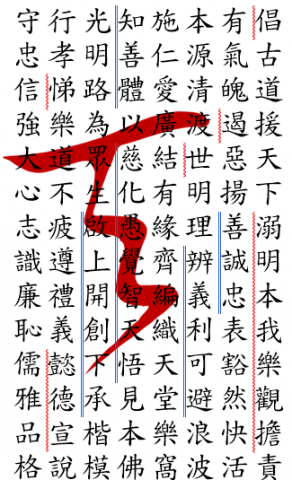 倡古道援天下溺明本我樂觀擔責
有氣魄遏惡揚善誠忠表豁然快活
本源清渡世明理辨義利可避浪波
施仁愛廣結有緣齊編織天堂樂窩
知善體以慈化愚覺智天悟見本佛
光明路為眾生啟上開創下承楷模
行孝悌樂道不疲遵禮義懿德宣說
守忠信強大心志識廉恥儒雅品格